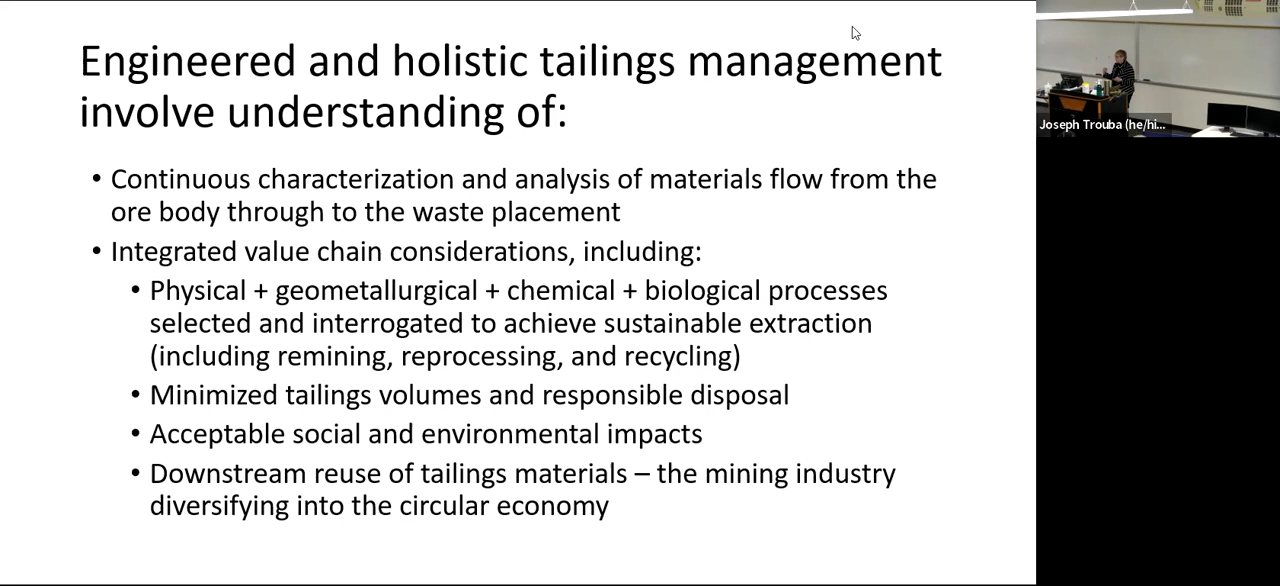 Engineered and holistic tailings management
involve understanding of:
• Continuous characterization and analysis of materials flow from the
ore body through to the waste placement
• Integrated value chain considerations, including:
• Physical + geometallurgical + chemical + biological processes
selected and interrogated to achieve sustainable extraction
(including remining, reprocessing, and recycling)
• Minimized tailings volumes and responsible disposal
• Acceptable social and environmental impacts
• Downstream reuse of tailings materials – the mining industry
diversifying into the circular economy
Joseph Trouba (he/hi...